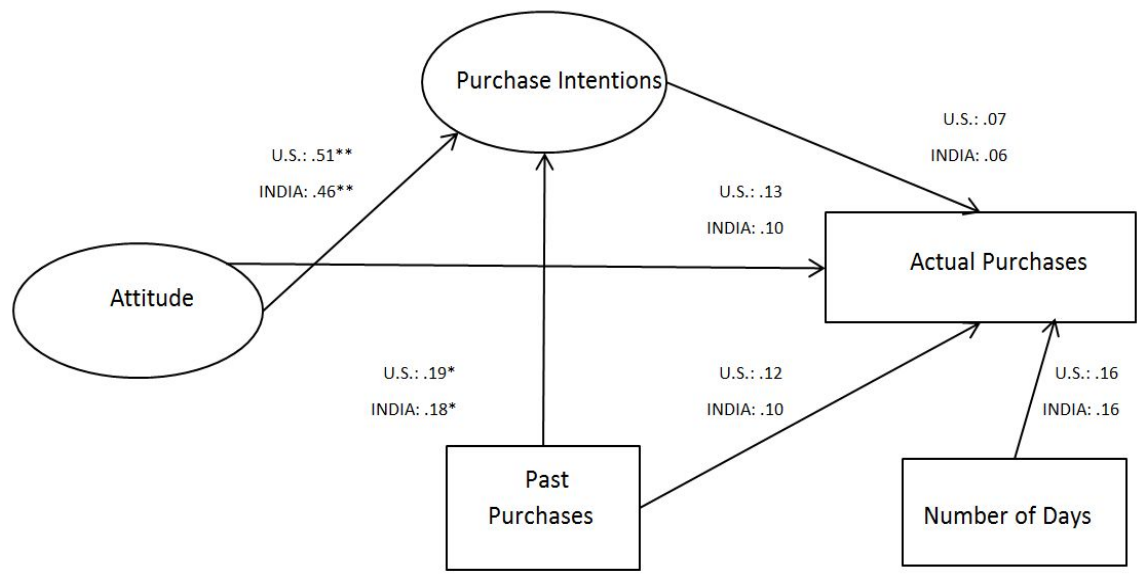 Purchase Intentions
U.S.: .07
INDIA: .06
U.S.: .51**
INDIA: .46**
U.S.: .13
INDIA: .10
Actual Purchases
Attitude
U.S.: .19*
INDIA: .18*
U.S.: .12
INDIA: .10
U.S.: .16
INDIA: .16
Past
Purchases
Number of Days